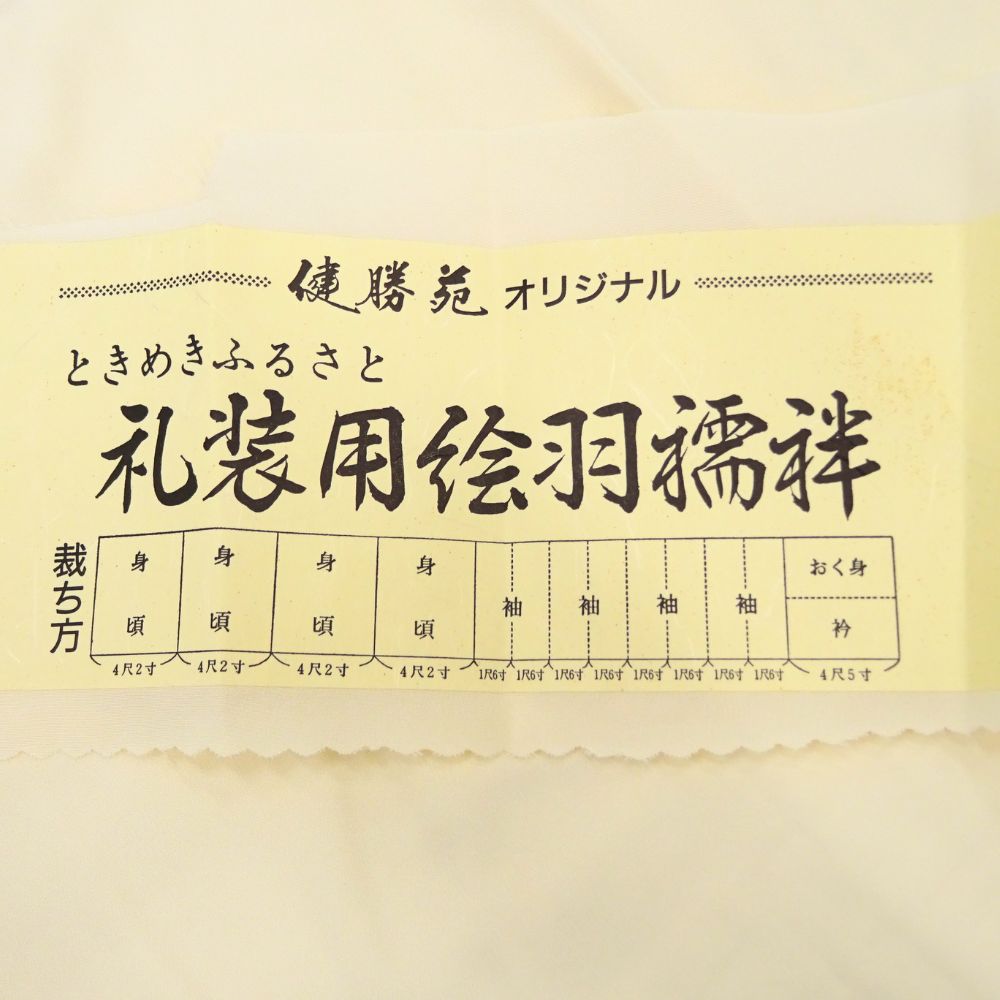 健勝苑 オリジナル
ときめきふるさと
礼装用絵羽襦袢
裁ち方
身頃 身頃 身頃 身頃 袖 袖 袖 袖 おく身 衿
4尺2寸 4尺2寸 4尺2寸 4尺2寸 1尺6寸 1尺6寸 1尺6寸 1尺6寸 1尺6寸 1尺6寸 1尺6寸 1尺6寸 4尺5寸